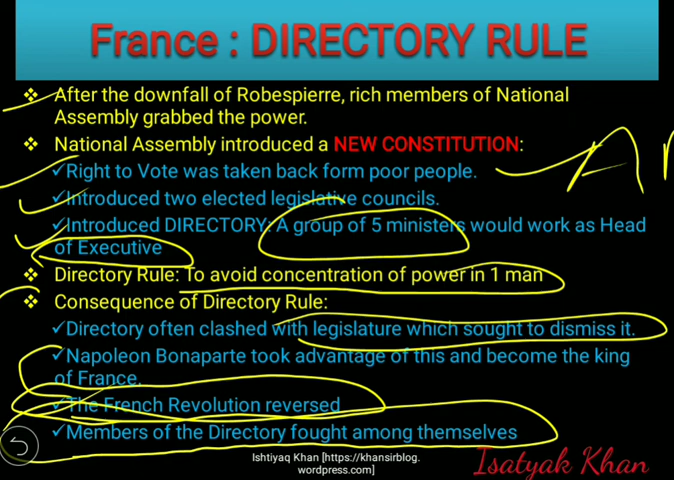 France : DIRECTORY RULE
❖ After the downfall of Robespierre, rich members of National
Assembly grabbed the power.
❖ National Assembly introduced a NEW CONSTITUTION:
✓Right to Vote was taken back form poor people.
✓Introduced two elected legislative councils.
✓Introduced DIRECTORY: A group of 5 ministers would work as Head
of Executive
❖ Directory Rule: To avoid concentration of power in 1 man
❖ Consequence of Directory Rule:
✓Directory often clashed with legislature which sought to dismiss it.
✓Napoleon Bonaparte took advantage of this and become the king
of France.
✓The French Revolution reversed
✓Members of the Directory fought among themselves
Ishtiyaq Khan [https://khansirblog.
wordpress.com]
Isatyak Khan